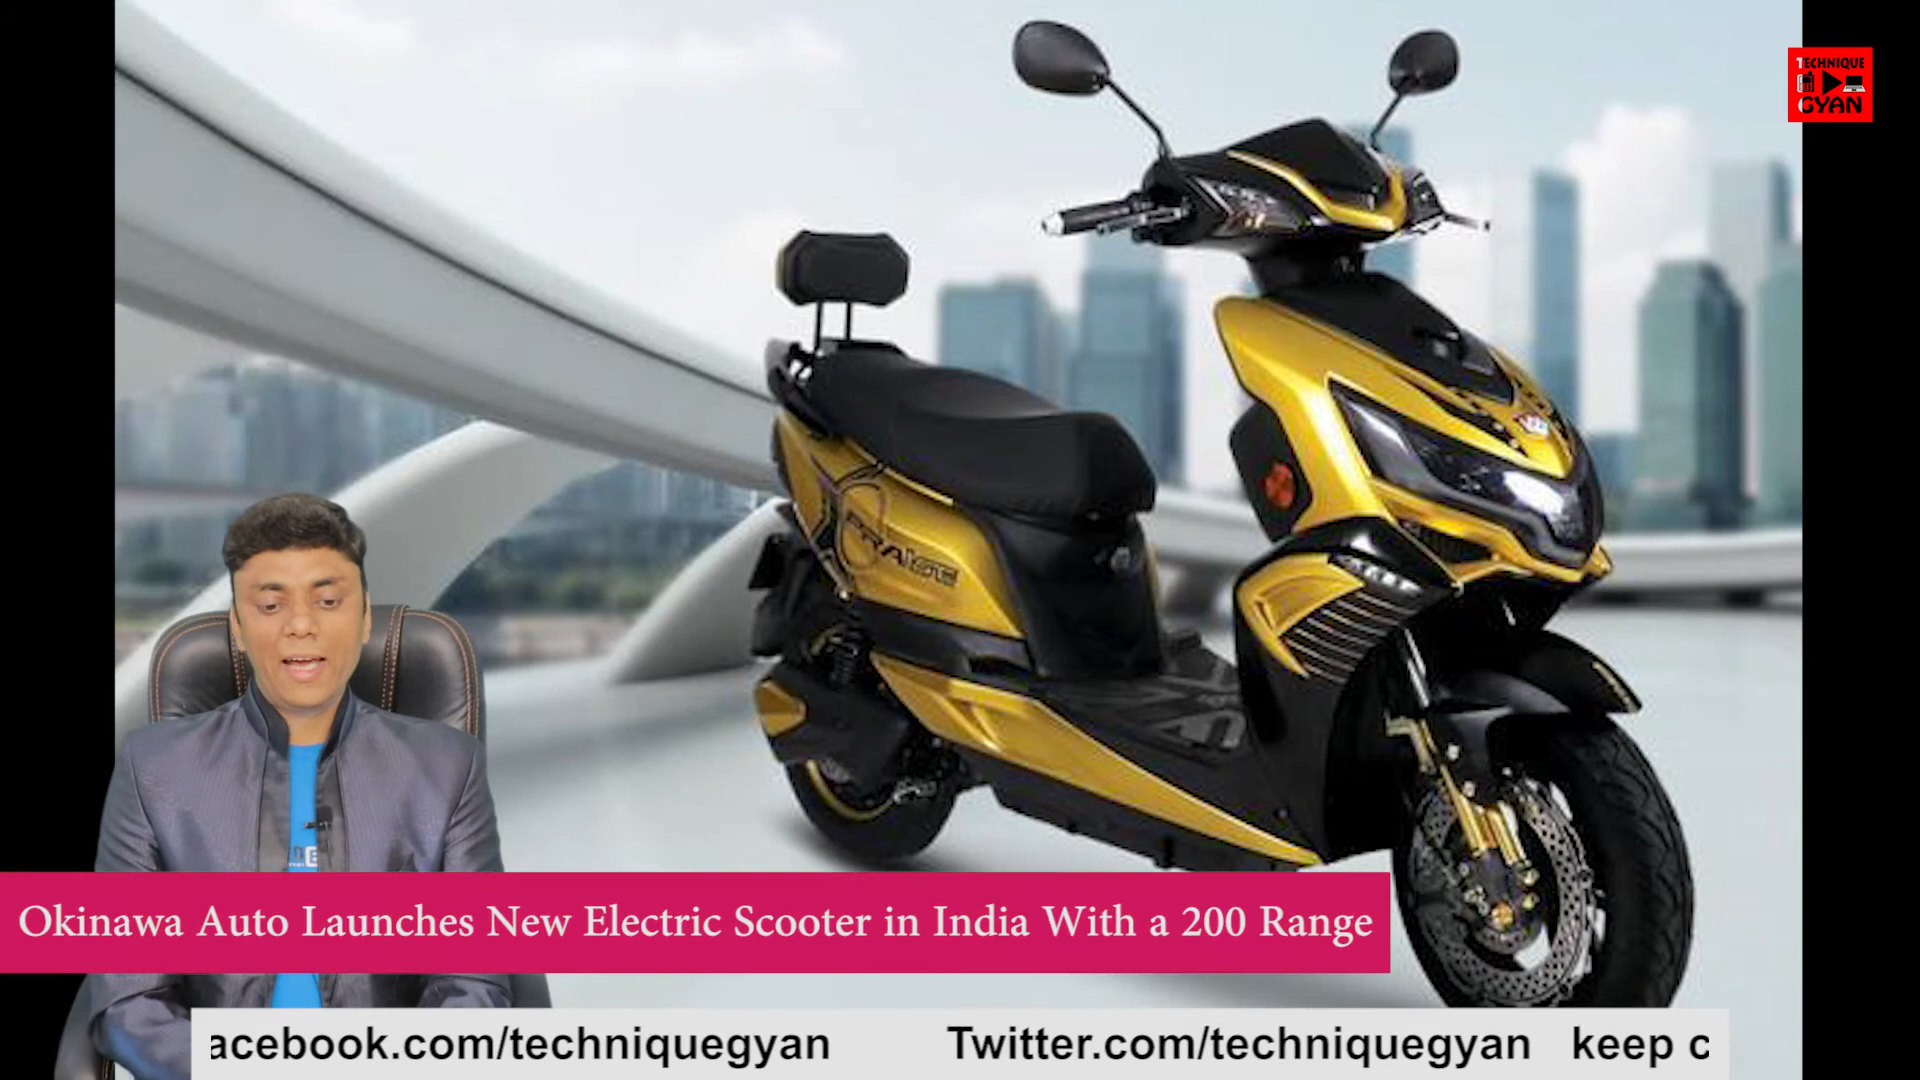 TECHNIQUE
GYAN
PRAISE
Okinawa Auto Launches New Electric Scooter in India With a 200 Range
acebook.com/techniquegyan Twitter.com/techniquegyan keep c